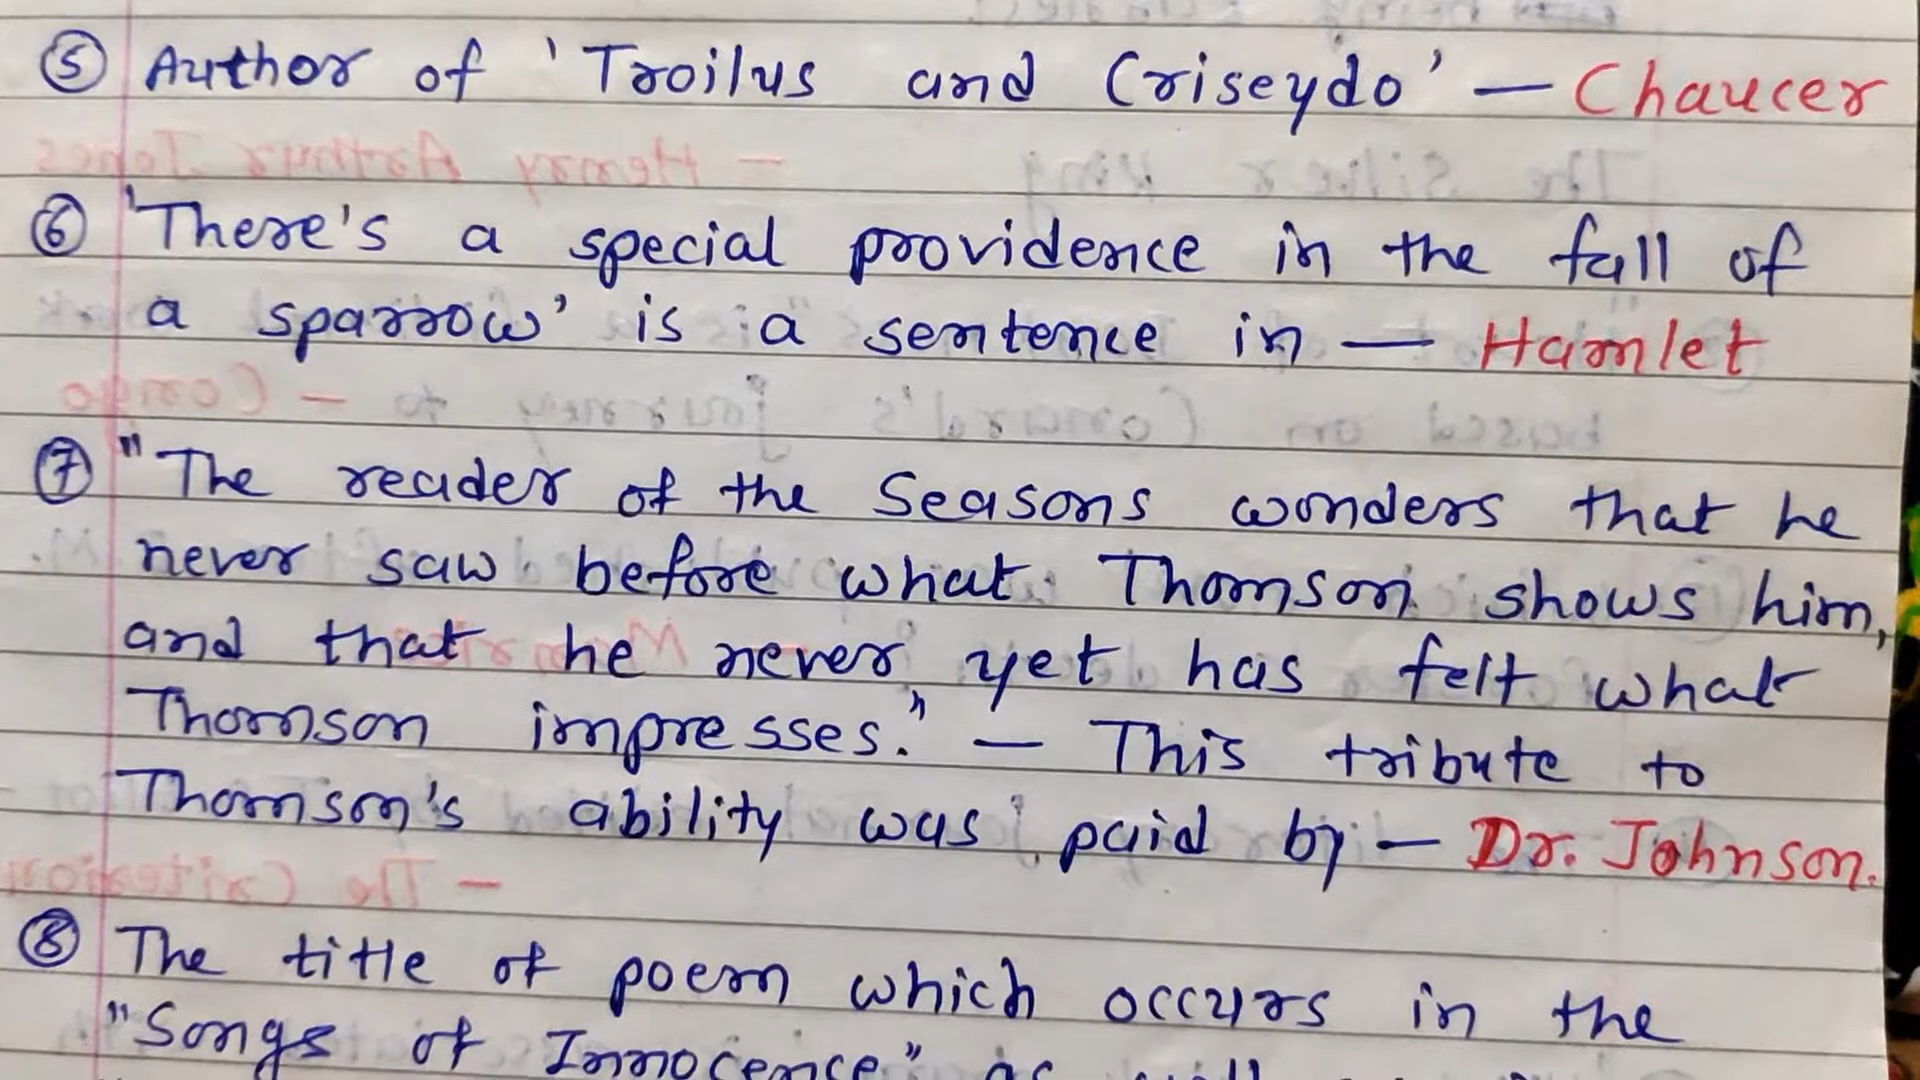 ⑤ Author of 'Troilus and Criseydo' — Chaucer
⑥ 'There's a special providence in the fall of
a sparrow' is a sentence in — Hamlet
⑦ "The reader of the Seasons wonders that he
never saw before what Thomson shows him,
and that he never yet has felt what
Thomson impresses." — This tribute to
Thomson's ability was paid by — Dr. Johnson.
⑧ The title of poem which occurs in the
"Songs of Innocence" as well